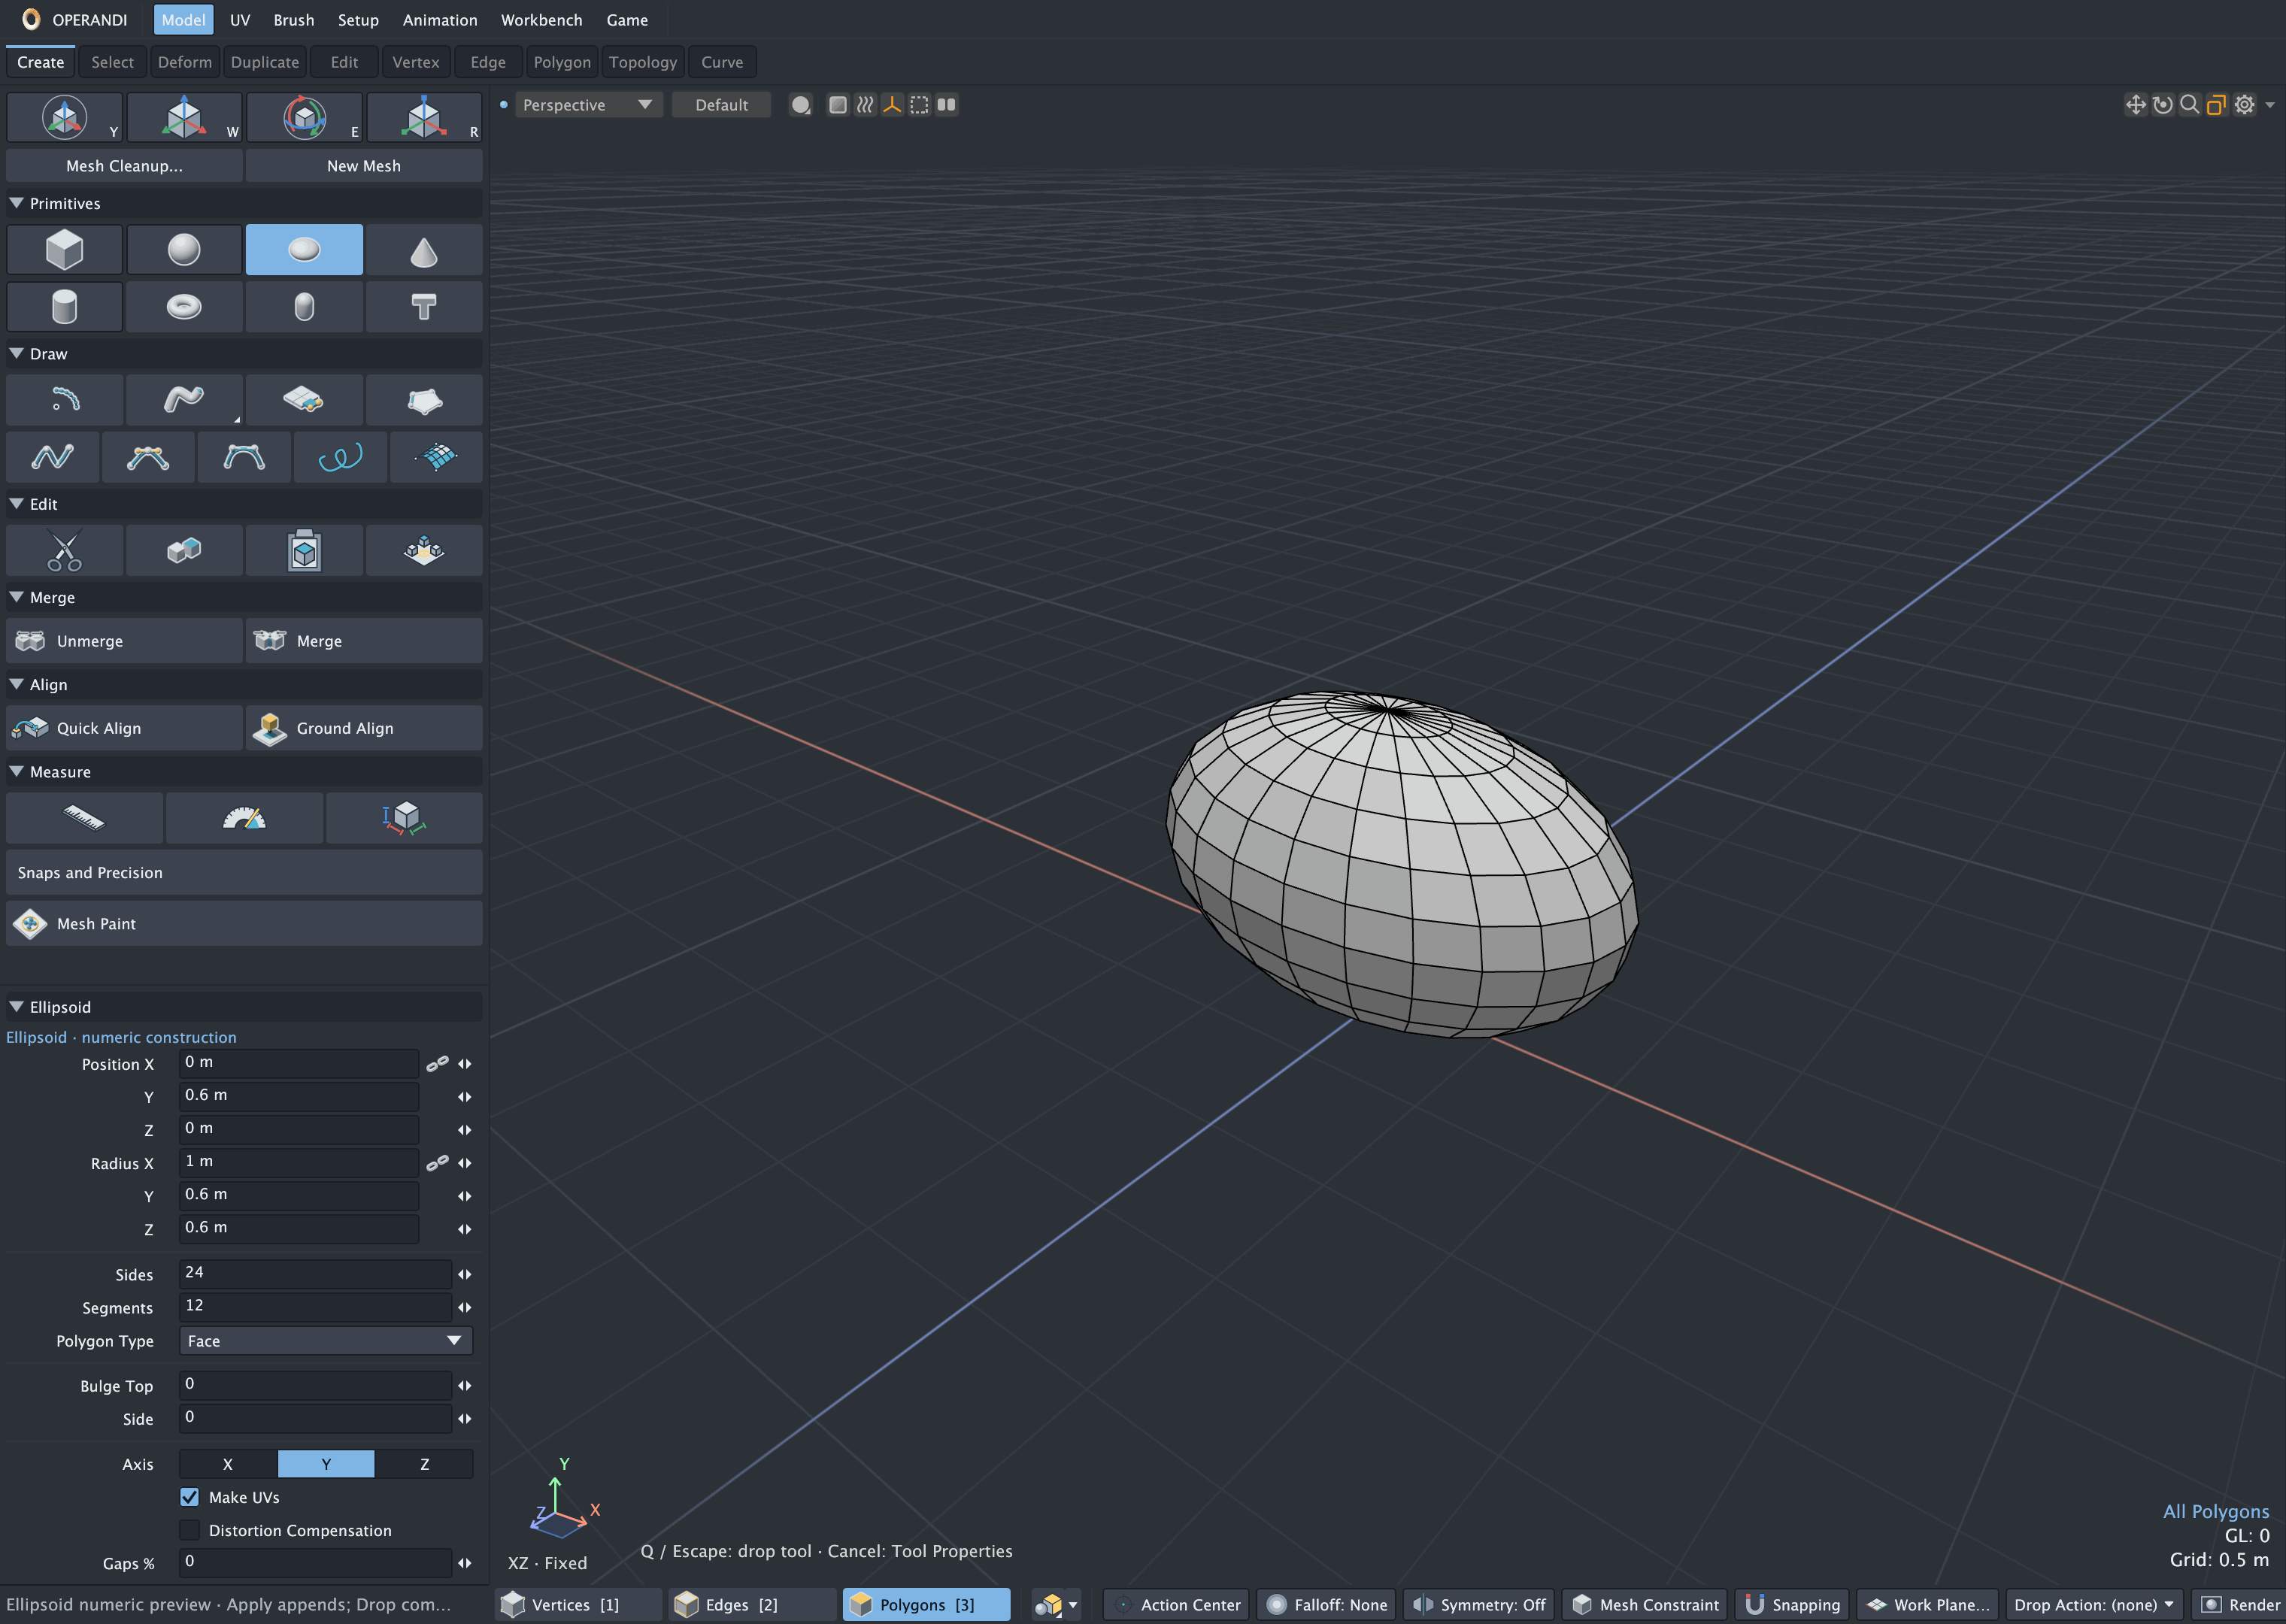 OPERANDI Model UV Brush Setup Animation Workbench Game
Create Select Deform Duplicate Edit Vertex Edge Polygon Topology Curve
Y W E R
Mesh Cleanup... New Mesh
Primitives
Draw
Edit
Merge
Unmerge Merge
Align
Quick Align Ground Align
Measure
Snaps and Precision
Mesh Paint
Ellipsoid
Ellipsoid · numeric construction
Position X 0 m
Y 0.6 m
Z 0 m
Radius X 1 m
Y 0.6 m
Z 0.6 m
Sides 24
Segments 12
Polygon Type Face
Bulge Top 0
Side 0
Axis X Y Z
Make UVs
Distortion Compensation
Gaps % 0
Ellipsoid numeric preview · Apply appends; Drop com...
Perspective Default
Y
Z X
XZ · Fixed
Q / Escape: drop tool · Cancel: Tool Properties
All Polygons
GL: 0
Grid: 0.5 m
Vertices [1] Edges [2] Polygons [3] Action Center Falloff: None Symmetry: Off Mesh Constraint Snapping Work Plane... Drop Action: (none) Render